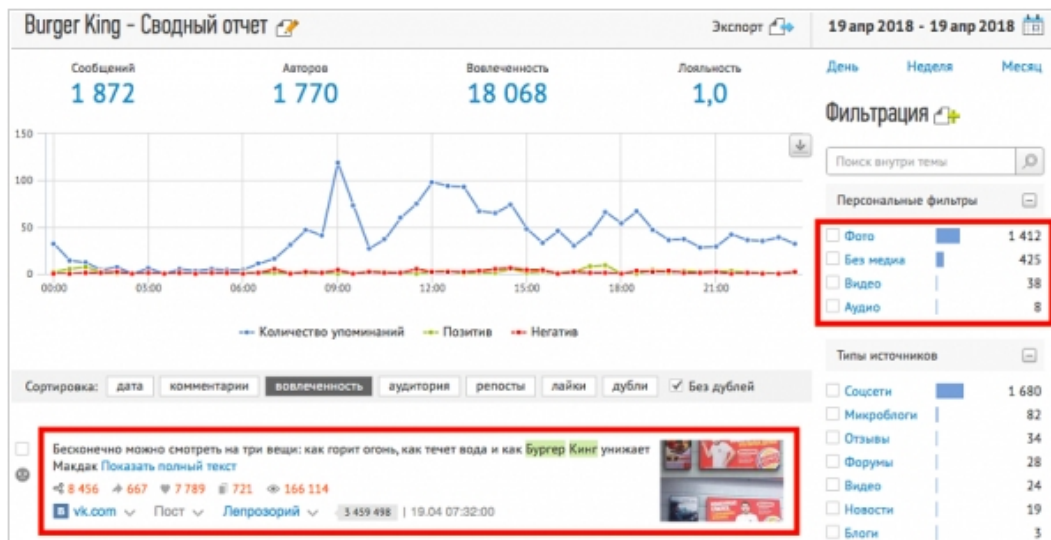 Burger King – Сводный отчет
Экспорт
19 апр 2018 - 19 апр 2018
Сообщений
Авторов
Вовлеченность
Лояльность
1 872
1 770
18 068
1,0
День Неделя Месяц
Фильтрация
Поиск внутри темы
Персональные фильтры
Фото 1 412
Без медиа 425
Видео 38
Аудио 8
150
100
50
0
00:00 03:00 06:00 09:00 12:00 15:00 18:00 21:00
Количество упоминаний Позитив Негатив
Типы источников
Соцсети 1 680
Микроблоги 82
Отзывы 34
Форумы 28
Видео 24
Новости 19
Блоги 3
Сортировка: дата комментарии вовлеченность аудитория репосты лайки дубли Без дублей
Бесконечно можно смотреть на три вещи: как горит огонь, как течет вода и как Бургер Кинг унижает
Макдак Показать полный текст
8 456 667 7 789 721 166 114
vk.com Пост Лепрозорий 3 459 498 | 19.04 07:32:00